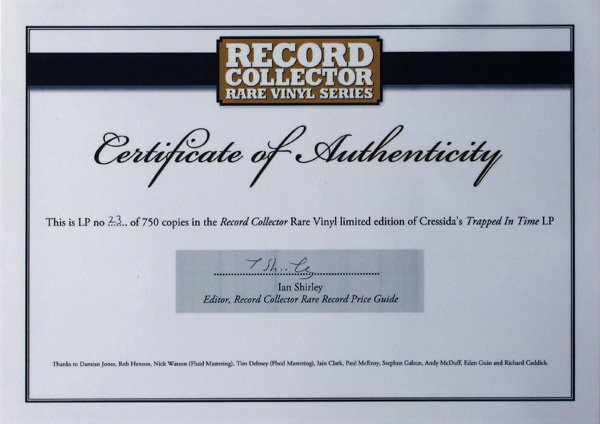 RECORD
COLLECTOR
RARE VINYL SERIES
Certificate of Authenticity
This is LP no 23.. of 750 copies in the Record Collector Rare Vinyl limited edition of Cressida's Trapped In Time LP
I Shirley
Ian Shirley
Editor, Record Collector Rare Record Price Guide
Thanks to Damian Jones, Rob Henson, Nick Watson (Fluid Mastering), Tim Debney (Fluid Mastering), Iain Clark, Paul McEvoy, Stephen Gabon, Andy McDuff, Eden Guin and Richard Caddick.